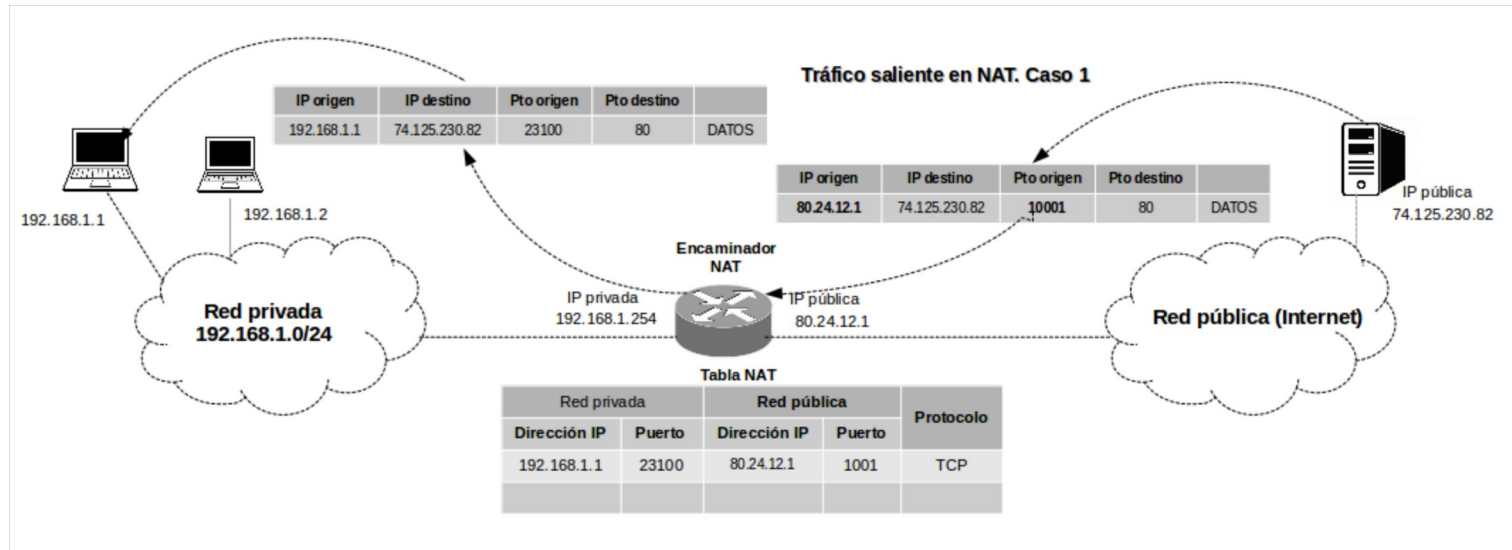 Tráfico saliente en NAT. Caso 1
IP origen IP destino Pto origen Pto destino
192.168.1.1 74.125.230.82 23100 80 DATOS
IP origen IP destino Pto origen Pto destino
80.24.12.1 74.125.230.82 10001 80 DATOS
192.168.1.1
192.168.1.2
IP pública
74.125.230.82
Encaminador
NAT
IP privada
192.168.1.254
IP pública
80.24.12.1
Red privada
192.168.1.0/24
Red pública (Internet)
Tabla NAT
Red privada Red pública Protocolo
Dirección IP Puerto Dirección IP Puerto
192.168.1.1 23100 80.24.12.1 1001 TCP